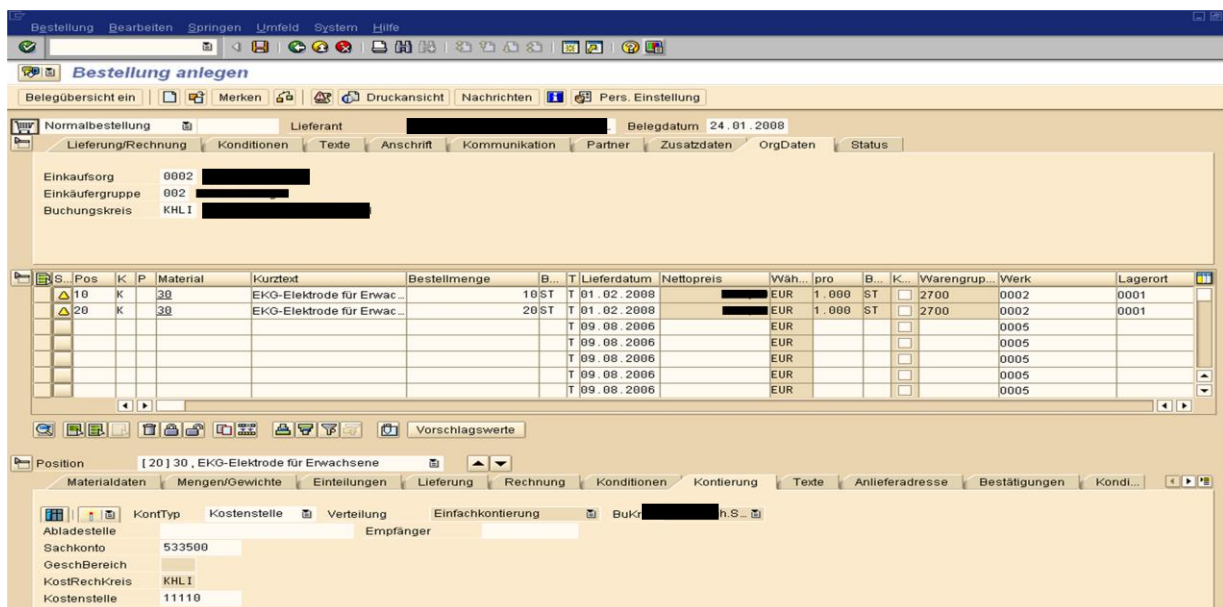 Bestellung Bearbeiten Springen Umfeld System Hilfe
Bestellung anlegen
Belegübersicht ein Merken Druckansicht Nachrichten Pers. Einstellung
Normalbestellung Lieferant Belegdatum 24.01.2008
Lieferung/Rechnung Konditionen Texte Anschrift Kommunikation Partner Zusatzdaten OrgDaten Status
Einkaufsorg 0002
Einkäufergruppe 002
Buchungskreis KHLI
S... Pos K P Material Kurztext Bestellmenge B... T Lieferdatum Nettopreis Wäh... pro B... K... Warengrup... Werk Lagerort
10 K 30 EKG-Elektrode für Erwac... 10 ST T 01.02.2008 EUR 1.000 ST 2700 0002 0001
20 K 30 EKG-Elektrode für Erwac... 20 ST T 01.02.2008 EUR 1.000 ST 2700 0002 0001
T 09.08.2006 EUR 0005
T 09.08.2006 EUR 0005
T 09.08.2006 EUR 0005
T 09.08.2006 EUR 0005
T 09.08.2006 EUR 0005
Vorschlagswerte
Position [ 20 ] 30 , EKG-Elektrode für Erwachsene
Materialdaten Mengen/Gewichte Einteilungen Lieferung Rechnung Konditionen Kontierung Texte Anlieferadresse Bestätigungen Kondi...
KontTyp Kostenstelle Verteilung Einfachkontierung BuKr h.S...
Abladestelle Empfänger
Sachkonto 533500
GeschBereich
KostRechKreis KHLI
Kostenstelle 11110